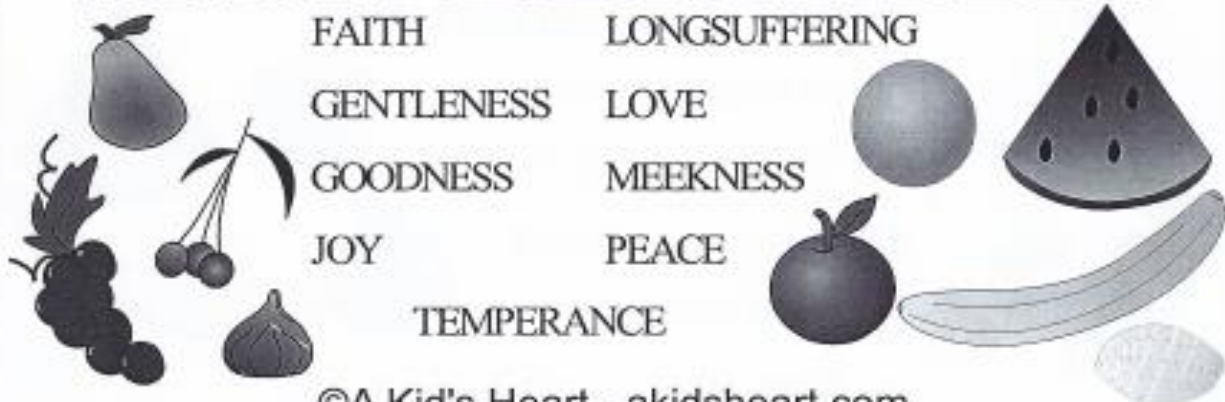 FAITH LONGSUFFERING
GENTLENESS LOVE
GOODNESS MEEKNESS
JOY PEACE
TEMPERANCE
©A Kid's Heart - akidsheart.com